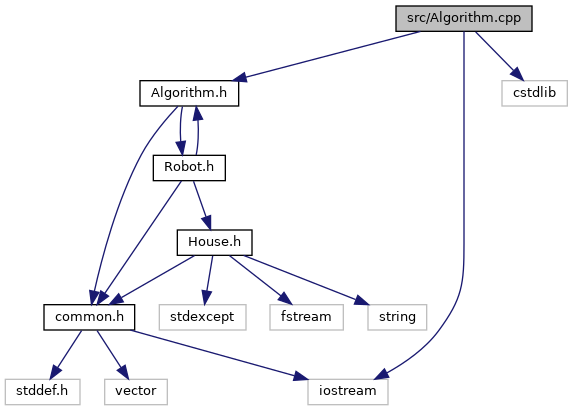 src/Algorithm.cpp
Algorithm.h
cstdlib
Robot.h
House.h
common.h
stdexcept
fstream
string
stddef.h
vector
iostream